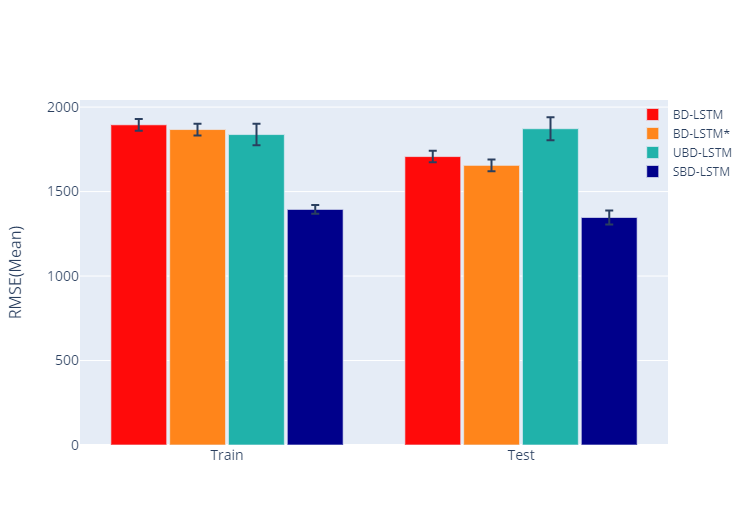 2000
1500
1000
500
0
RMSE(Mean)
Train
Test
BD-LSTM
BD-LSTM*
UBD-LSTM
SBD-LSTM